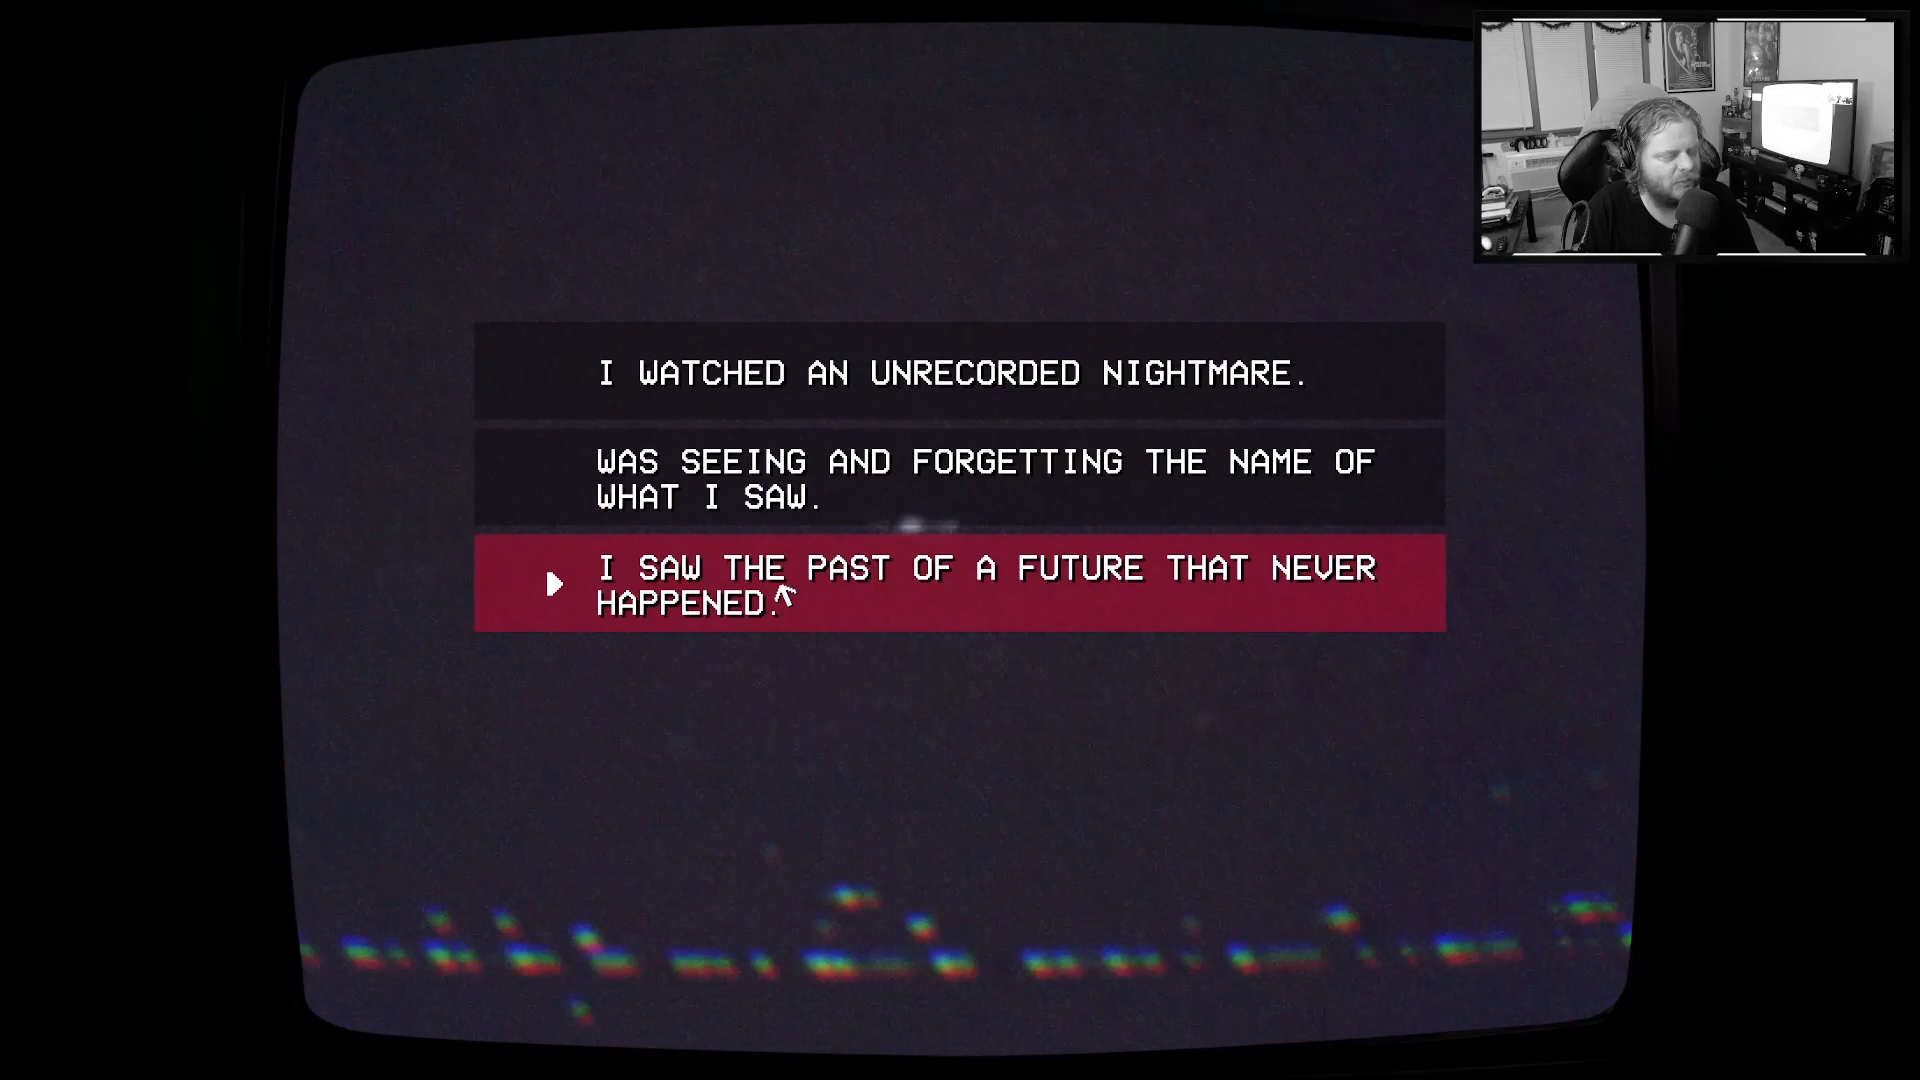 I WATCHED AN UNRECORDED NIGHTMARE.
WAS SEEING AND FORGETTING THE NAME OF
WHAT I SAW.
I SAW THE PAST OF A FUTURE THAT NEVER
HAPPENED.